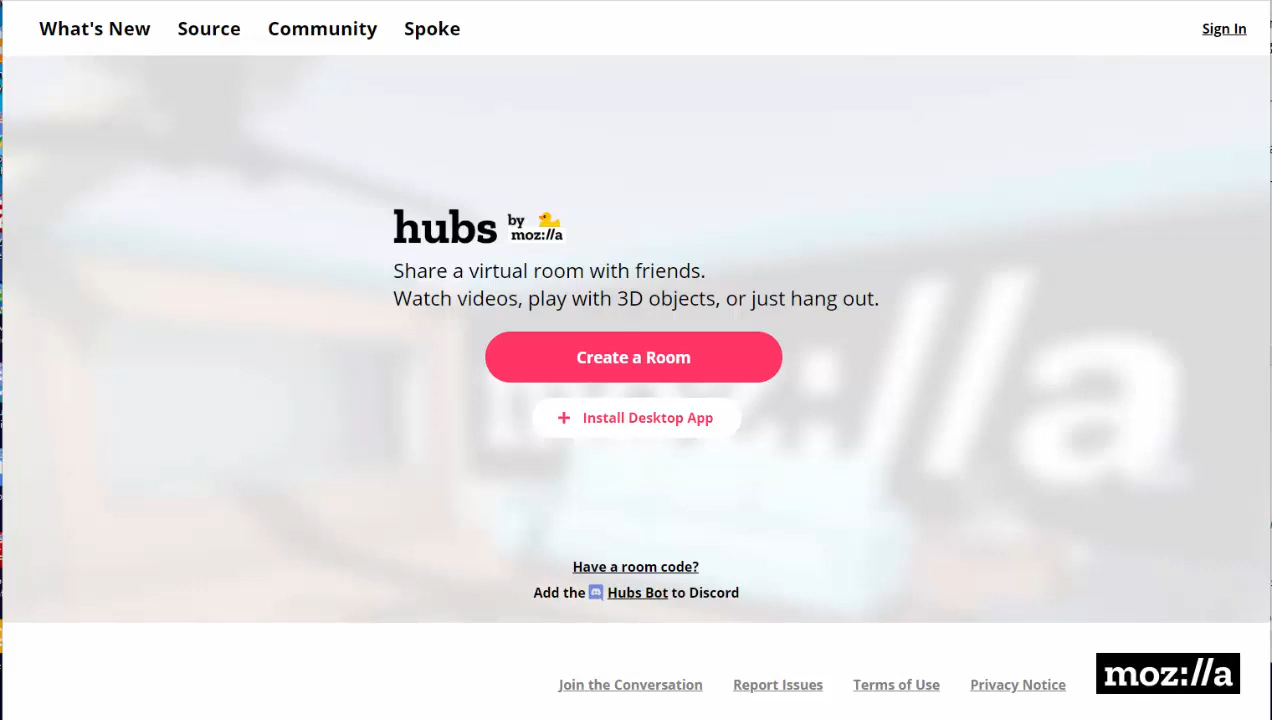 What's New Source Community Spoke Sign In
hubs by moz://a
Share a virtual room with friends.
Watch videos, play with 3D objects, or just hang out.
Create a Room
+ Install Desktop App
moz://a
Have a room code?
Add the Hubs Bot to Discord
Join the Conversation Report Issues Terms of Use Privacy Notice moz://a